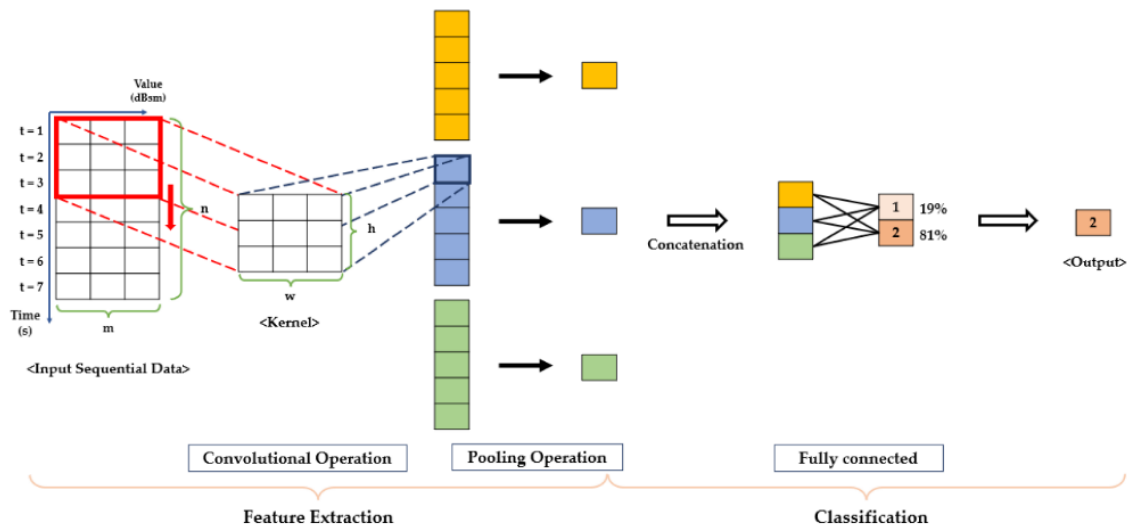 Value
(dBsm)
t = 1
t = 2
t = 3
t = 4
t = 5
t = 6
t = 7
Time
(s)
n
m
<Input Sequential Data>
h
w
<Kernel>
Concatenation
1
19%
2
81%
2
<Output>
Convolutional Operation
Pooling Operation
Fully connected
Feature Extraction
Classification